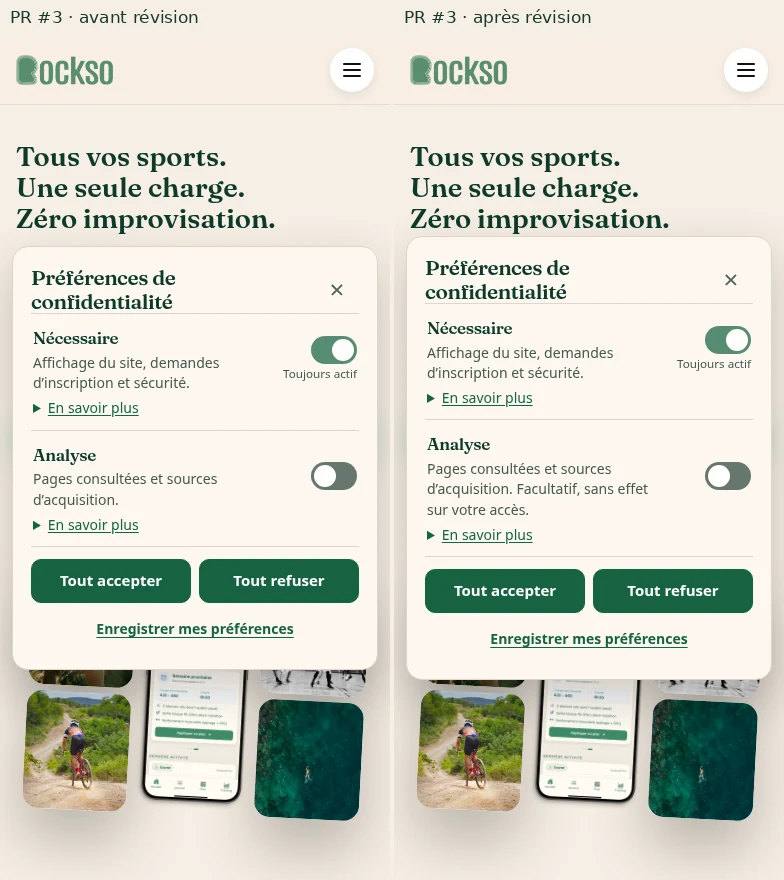 PR #3 · avant révision
Bockso
Tous vos sports.
Une seule charge.
Zéro improvisation.
Préférences de
confidentialité
×
Nécessaire
Affichage du site, demandes
d’inscription et sécurité.
Toujours actif
En savoir plus
Analyse
Pages consultées et sources
d’acquisition.
En savoir plus
Tout accepter
Tout refuser
Enregistrer mes préférences
Semaine prochaine
PR #3 · après révision
Bockso
Tous vos sports.
Une seule charge.
Zéro improvisation.
Préférences de
confidentialité
×
Nécessaire
Affichage du site, demandes
d’inscription et sécurité.
Toujours actif
En savoir plus
Analyse
Pages consultées et sources
d’acquisition. Facultatif, sans effet
sur votre accès.
En savoir plus
Tout accepter
Tout refuser
Enregistrer mes préférences